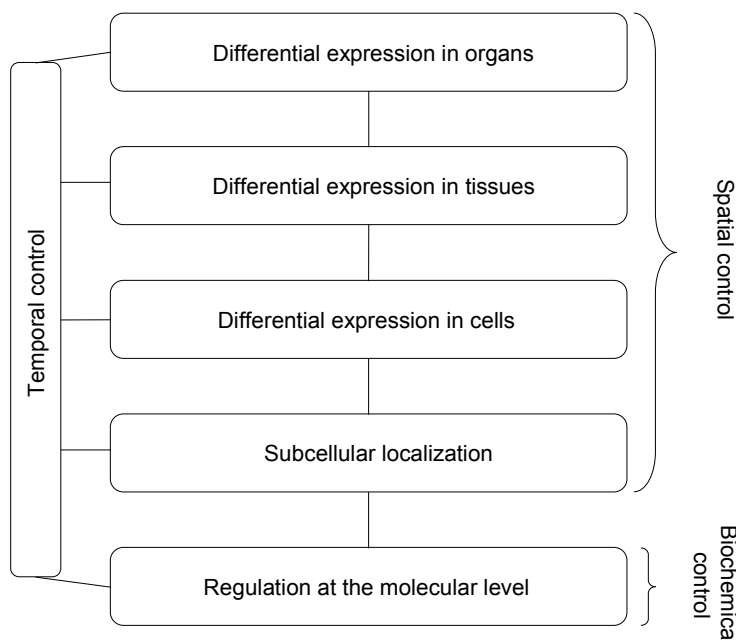 Differential expression in organs
Differential expression in tissues
Differential expression in cells
Subcellular localization
Regulation at the molecular level
Temporal control
Spatial control
Biochemical
control